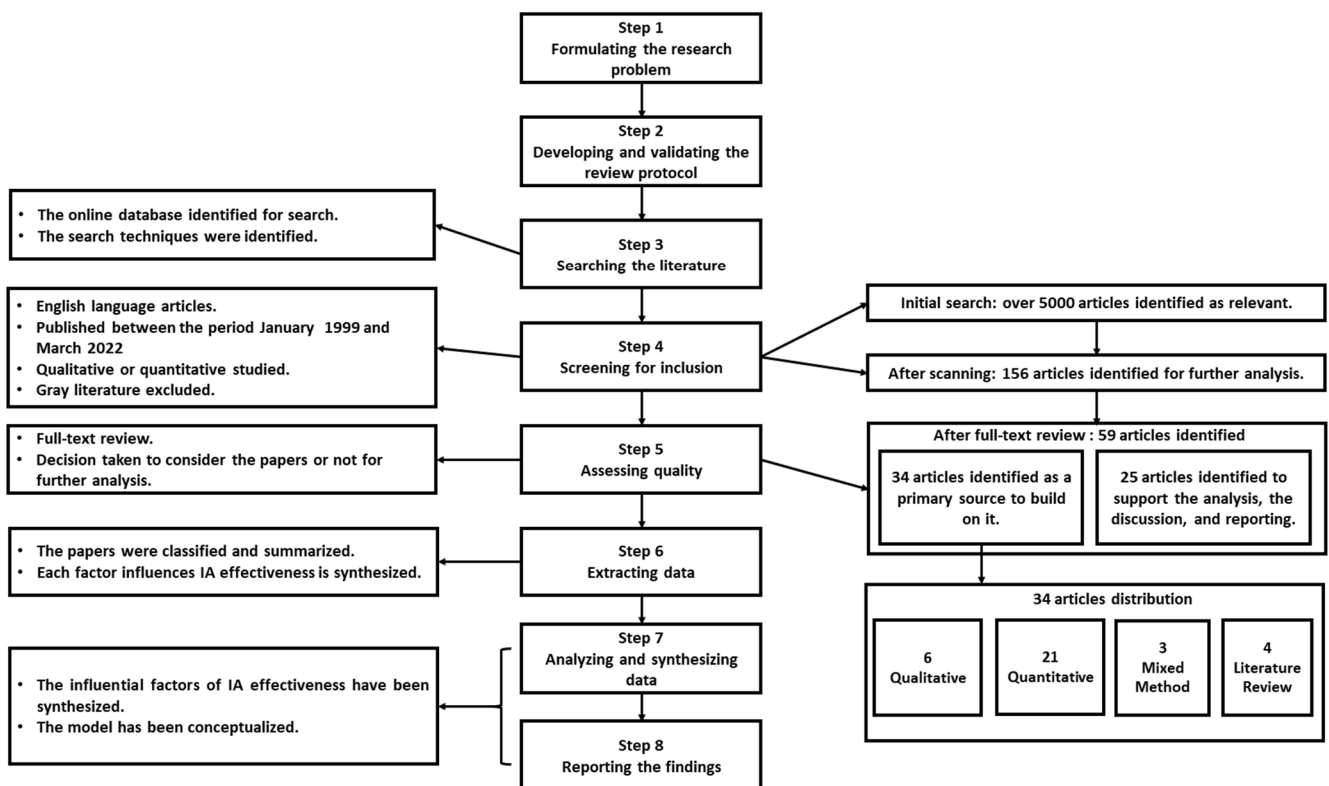 Step 1
Formulating the research
problem
Step 2
Developing and validating the
review protocol
• The online database identified for search.
• The search techniques were identified.
Step 3
Searching the literature
• English language articles.
• Published between the period January 1999 and
March 2022
• Qualitative or quantitative studied.
• Gray literature excluded.
Step 4
Screening for inclusion
Initial search: over 5000 articles identified as relevant.
After scanning: 156 articles identified for further analysis.
• Full-text review.
• Decision taken to consider the papers or not for
further analysis.
Step 5
Assessing quality
After full-text review : 59 articles identified
34 articles identified as a
primary source to build
on it.
25 articles identified to
support the analysis, the
discussion, and reporting.
• The papers were classified and summarized.
• Each factor influences IA effectiveness is synthesized.
Step 6
Extracting data
34 articles distribution
6
Qualitative
21
Quantitative
3
Mixed
Method
4
Literature
Review
Step 7
Analyzing and synthesizing
data
• The influential factors of IA effectiveness have been
synthesized.
• The model has been conceptualized.
Step 8
Reporting the findings